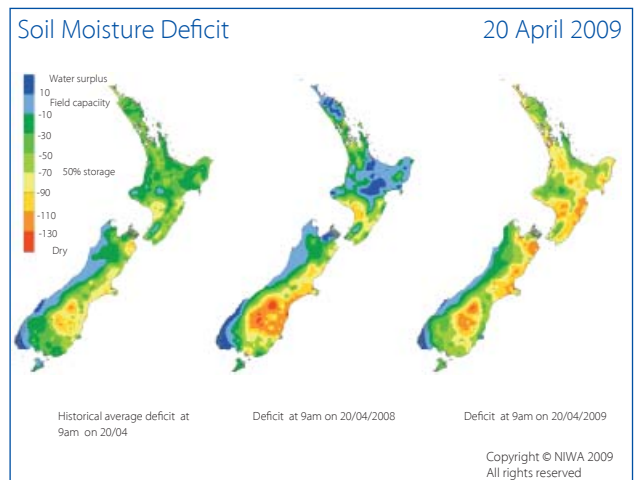 Soil Moisture Deficit
20 April 2009
Water surplus
10
Field capacity
-10
-30
-50
-70
50% storage
-90
-110
-130
Dry
Historical average deficit at
9am on 20/04
Deficit at 9am on 20/04/2008
Deficit at 9am on 20/04/2009
Copyright © NIWA 2009
All rights reserved